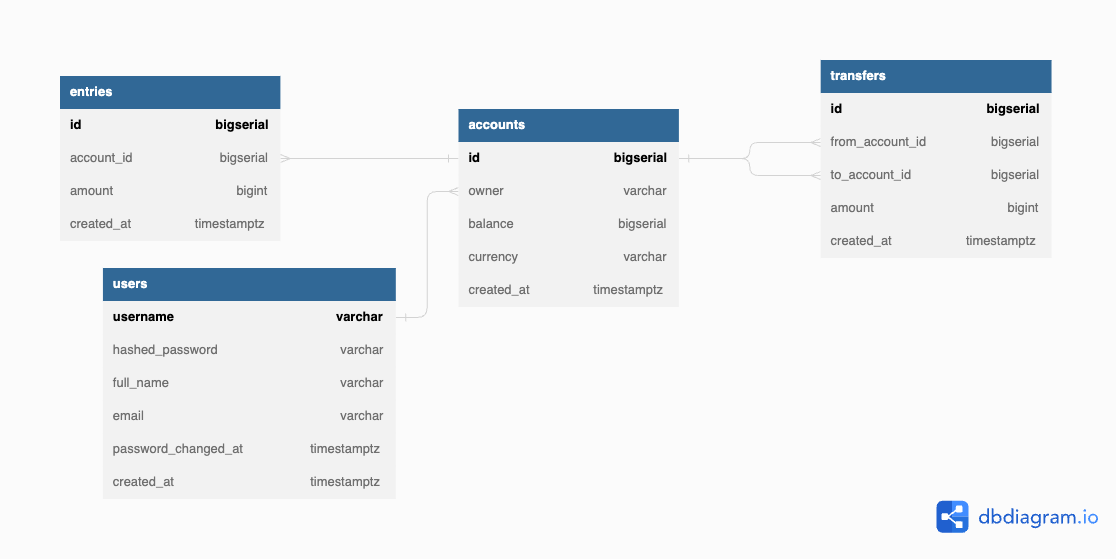 entries
id bigserial
account_id bigserial
amount bigint
created_at timestamptz
users
username varchar
hashed_password varchar
full_name varchar
email varchar
password_changed_at timestamptz
created_at timestamptz
accounts
id bigserial
owner varchar
balance bigserial
currency varchar
created_at timestamptz
transfers
id bigserial
from_account_id bigserial
to_account_id bigserial
amount bigint
created_at timestamptz
dbdiagram.io